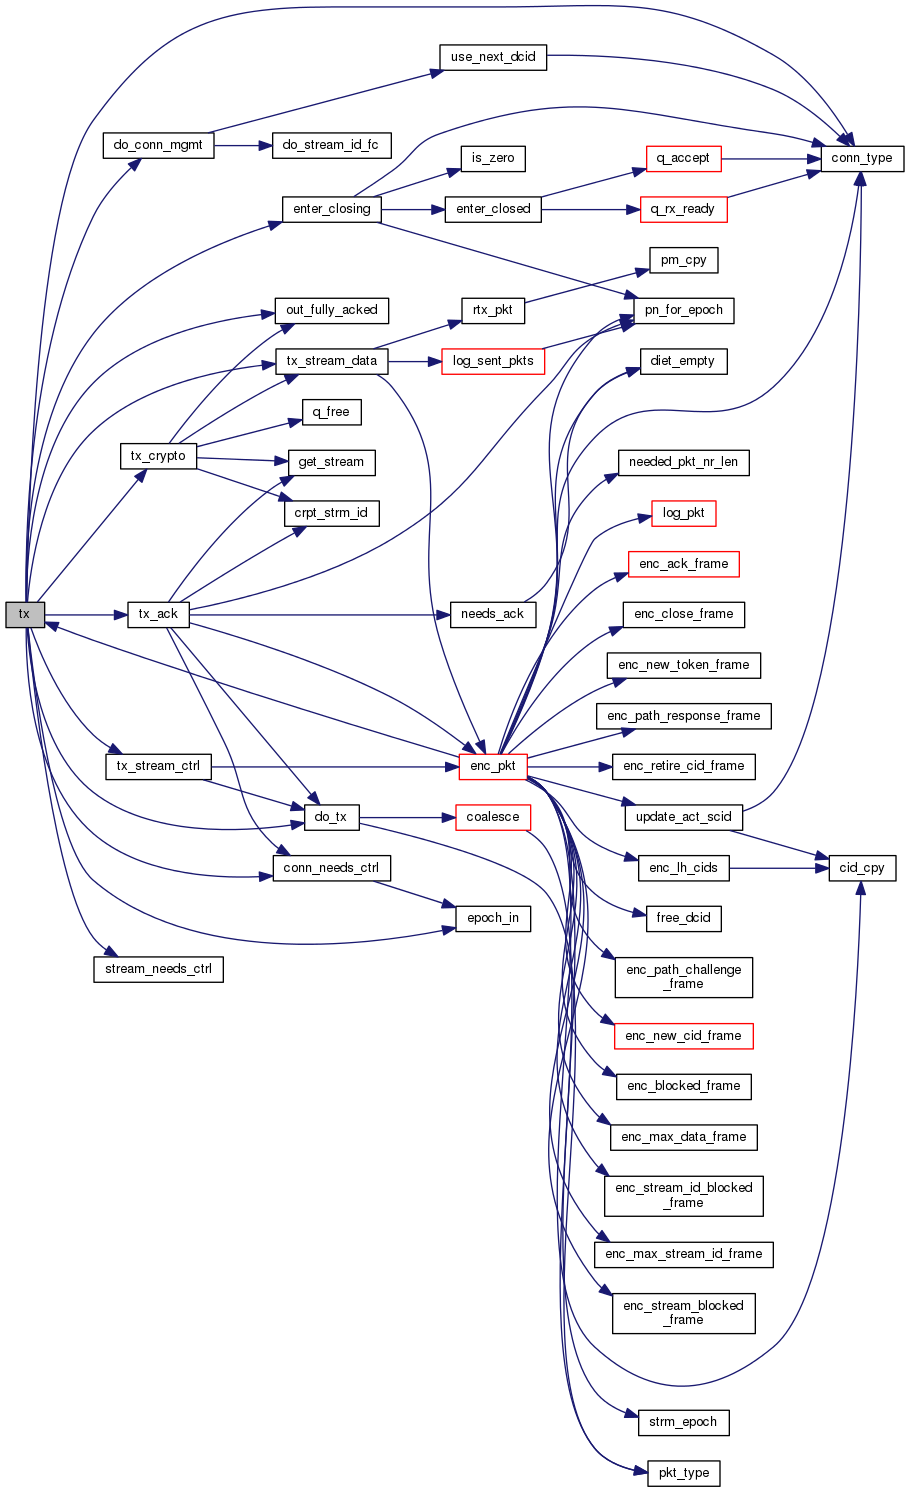 use_next_dcid
do_conn_mgmt
do_stream_id_fc
is_zero
q_accept
conn_type
enter_closing
enter_closed
q_rx_ready
pm_cpy
out_fully_acked
rtx_pkt
pn_for_epoch
tx_stream_data
log_sent_pkts
diet_empty
q_free
tx_crypto
get_stream
needed_pkt_nr_len
crpt_strm_id
log_pkt
enc_ack_frame
tx
tx_ack
needs_ack
enc_close_frame
enc_new_token_frame
enc_path_response_frame
tx_stream_ctrl
enc_pkt
enc_retire_cid_frame
do_tx
coalesce
update_act_scid
conn_needs_ctrl
enc_lh_cids
cid_cpy
epoch_in
free_dcid
stream_needs_ctrl
enc_path_challenge
_frame
enc_new_cid_frame
enc_blocked_frame
enc_max_data_frame
enc_stream_id_blocked
_frame
enc_max_stream_id_frame
enc_stream_blocked
_frame
strm_epoch
pkt_type